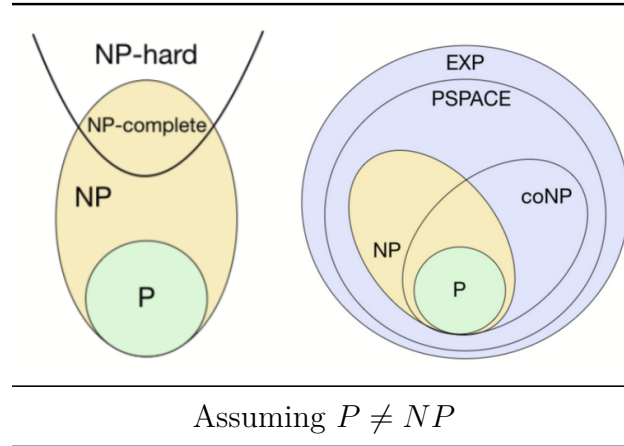 NP-hard
NP-complete
NP
P
EXP
PSPACE
coNP
NP
P
Assuming P ≠ NP